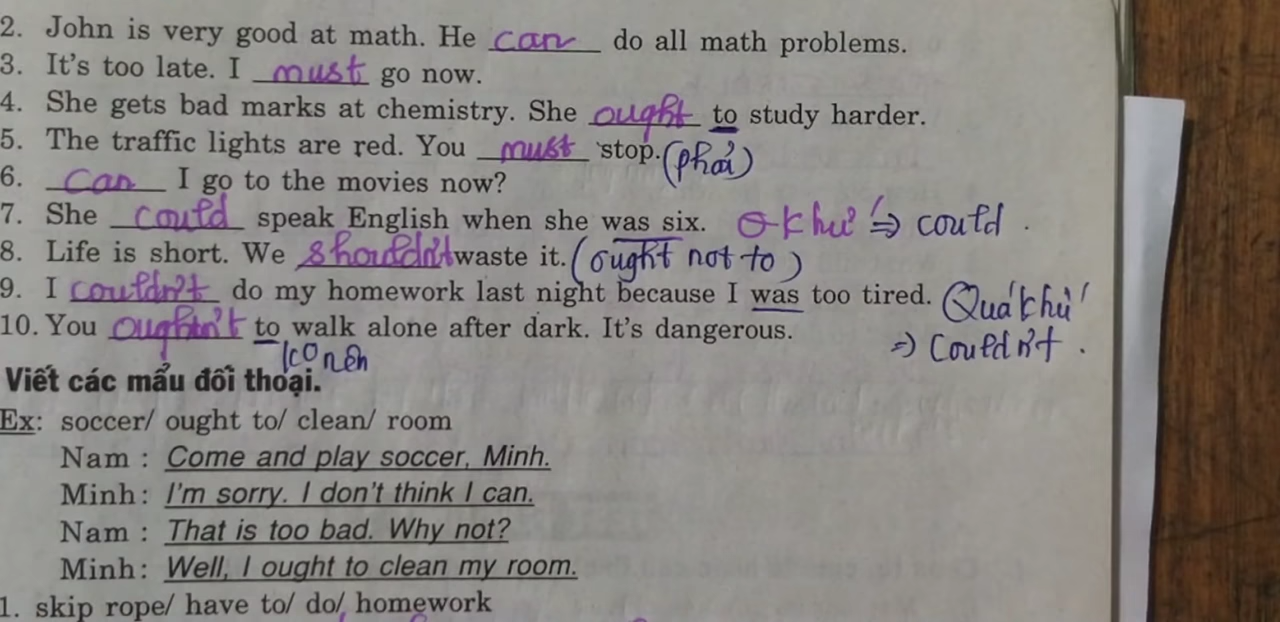 2. John is very good at math. He can do all math problems.
3. It's too late. I must go now.
4. She gets bad marks at chemistry. She ought to study harder.
5. The traffic lights are red. You must stop. (phải)
6. Can I go to the movies now?
7. She could speak English when she was six. Ở khứ => could.
8. Life is short. We shouldn't waste it. (ought not to)
9. I couldn't do my homework last night because I was too tired. Quá khứ
10. You oughtn't to walk alone after dark. It's dangerous. => Couldn't.
ko nên
Viết các mẩu đối thoại.
Ex: soccer/ ought to/ clean/ room
Nam : Come and play soccer, Minh.
Minh : I'm sorry. I don't think I can.
Nam : That is too bad. Why not?
Minh : Well, I ought to clean my room.
1. skip rope/ have to/ do/ homework